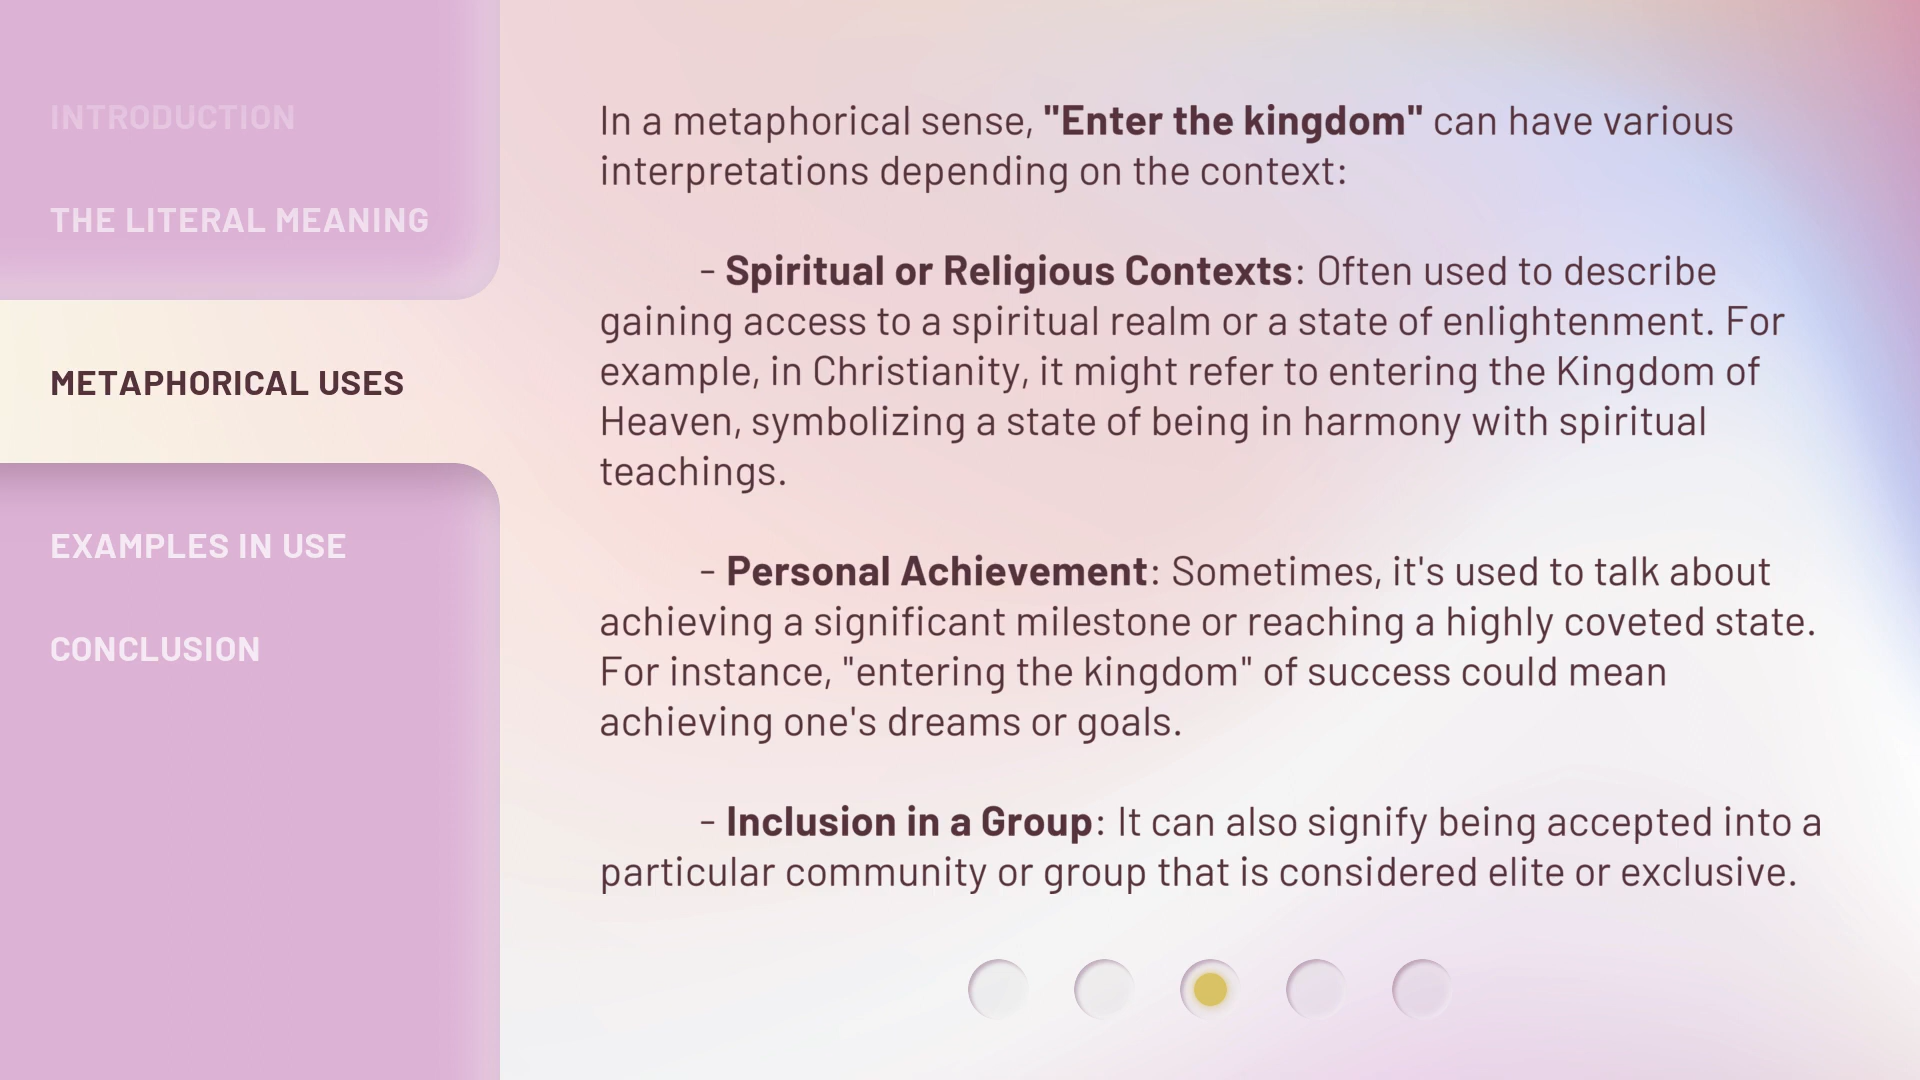 INTRODUCTION
THE LITERAL MEANING
METAPHORICAL USES
EXAMPLES IN USE
CONCLUSION
In a metaphorical sense, "Enter the kingdom" can have various
interpretations depending on the context:
- Spiritual or Religious Contexts: Often used to describe
gaining access to a spiritual realm or a state of enlightenment. For
example, in Christianity, it might refer to entering the Kingdom of
Heaven, symbolizing a state of being in harmony with spiritual
teachings.
- Personal Achievement: Sometimes, it's used to talk about
achieving a significant milestone or reaching a highly coveted state.
For instance, "entering the kingdom" of success could mean
achieving one's dreams or goals.
- Inclusion in a Group: It can also signify being accepted into a
particular community or group that is considered elite or exclusive.